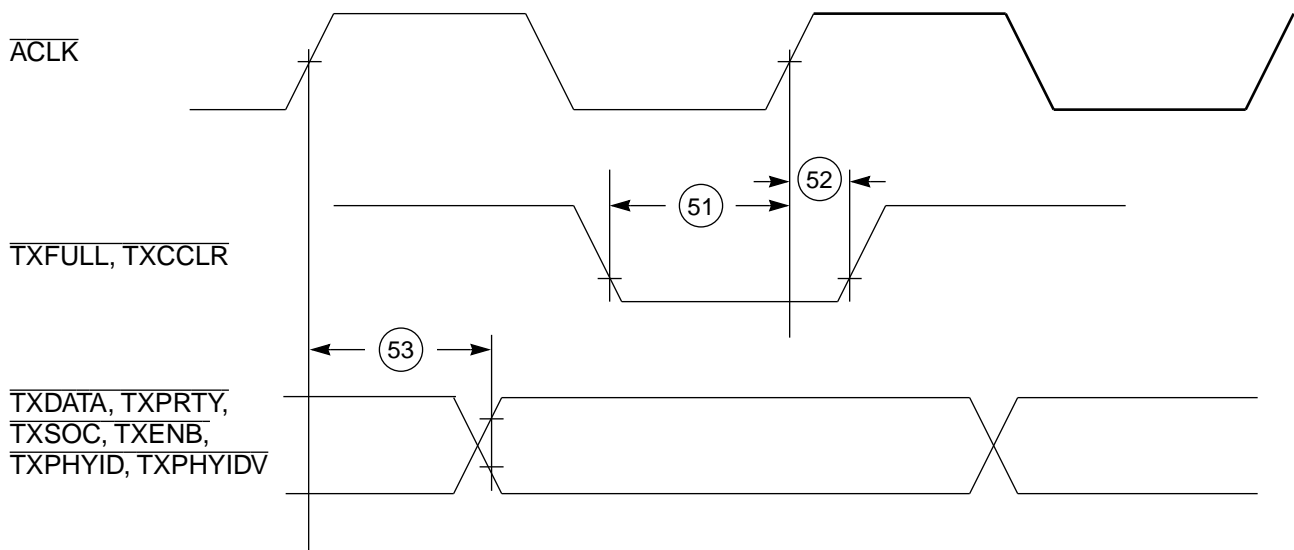 ACLK
52
51
TXFULL, TXCCLR
53
TXDATA, TXPRTY,
TXSOC, TXENB,
TXPHYID, TXPHYIDV